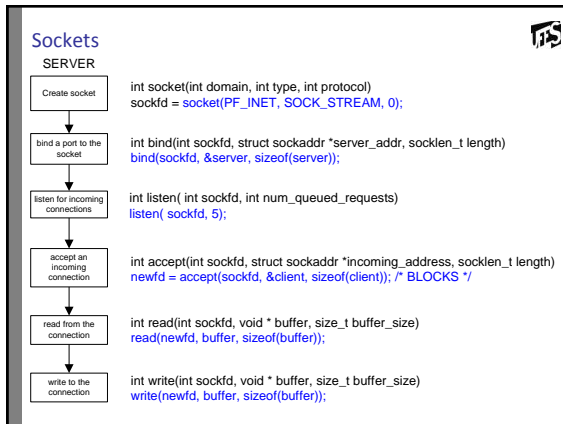 Sockets
SERVER
Create socket
int socket(int domain, int type, int protocol)
sockfd = socket(PF_INET, SOCK_STREAM, 0);
bind a port to the
socket
int bind(int sockfd, struct sockaddr *server_addr, socklen_t length)
bind(sockfd, &server, sizeof(server));
listen for incoming
connections
int listen( int sockfd, int num_queued_requests)
listen( sockfd, 5);
accept an
incoming
connection
int accept(int sockfd, struct sockaddr *incoming_address, socklen_t length)
newfd = accept(sockfd, &client, sizeof(client)); /* BLOCKS */
read from the
connection
int read(int sockfd, void * buffer, size_t buffer_size)
read(newfd, buffer, sizeof(buffer));
write to the
connection
int write(int sockfd, void * buffer, size_t buffer_size)
write(newfd, buffer, sizeof(buffer));